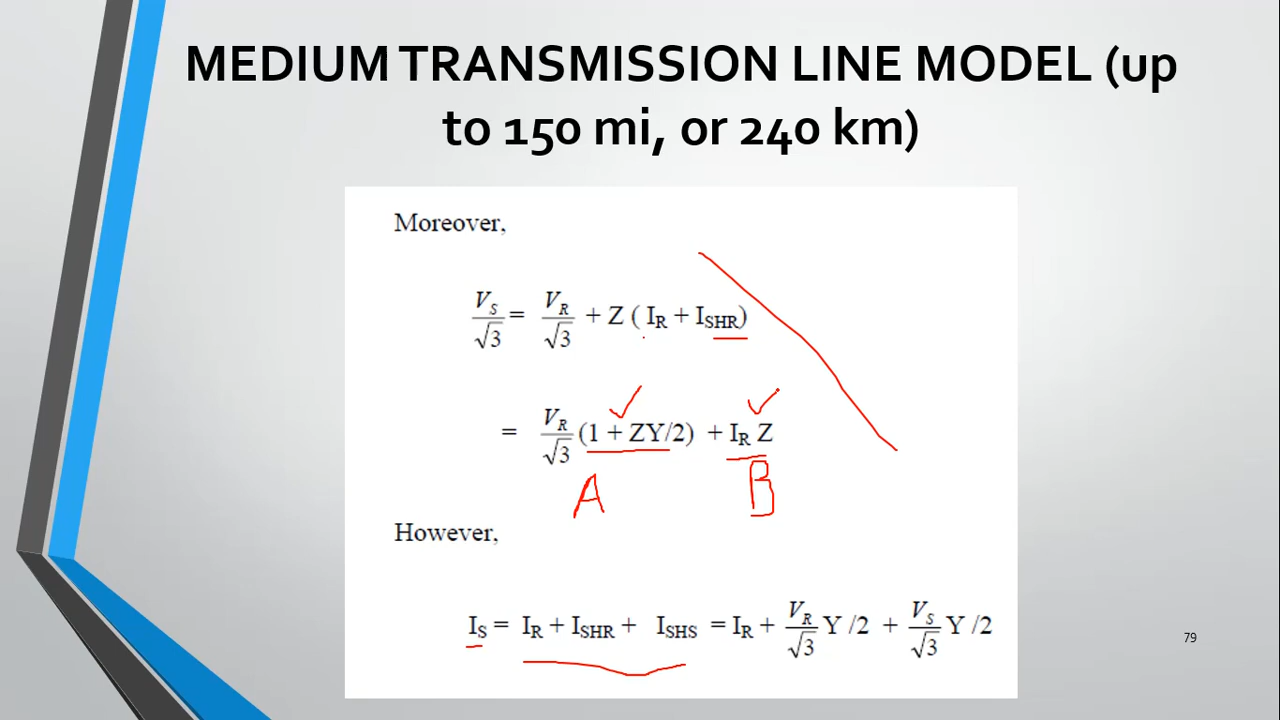 MEDIUM TRANSMISSION LINE MODEL (up
to 150 mi, or 240 km)
Moreover,
V_S/√3 = V_R/√3 + Z ( I_R + I_SHR)
= V_R/√3 (1 + ZY/2) + I_R Z
A B
However,
I_S = I_R + I_SHR + I_SHS = I_R + V_R/√3 Y /2 + V_S/√3 Y /2
79